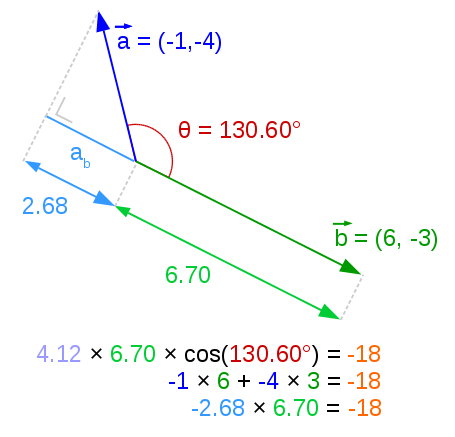 a = (-1,-4)
θ = 130.60°
a_b
2.68
b = (6, -3)
6.70
4.12 × 6.70 × cos(130.60°) = -18
-1 × 6 + -4 × 3 = -18
-2.68 × 6.70 = -18